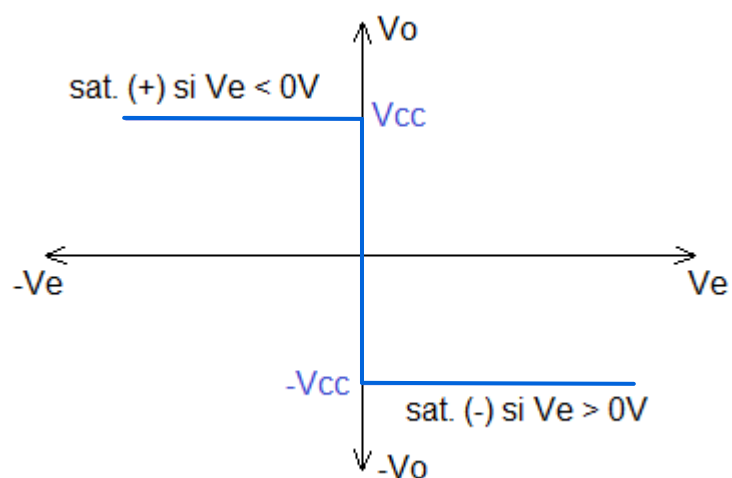 Vo
sat. (+) si Ve < 0V
Vcc
-Ve
Ve
-Vcc
sat. (-) si Ve > 0V
-Vo